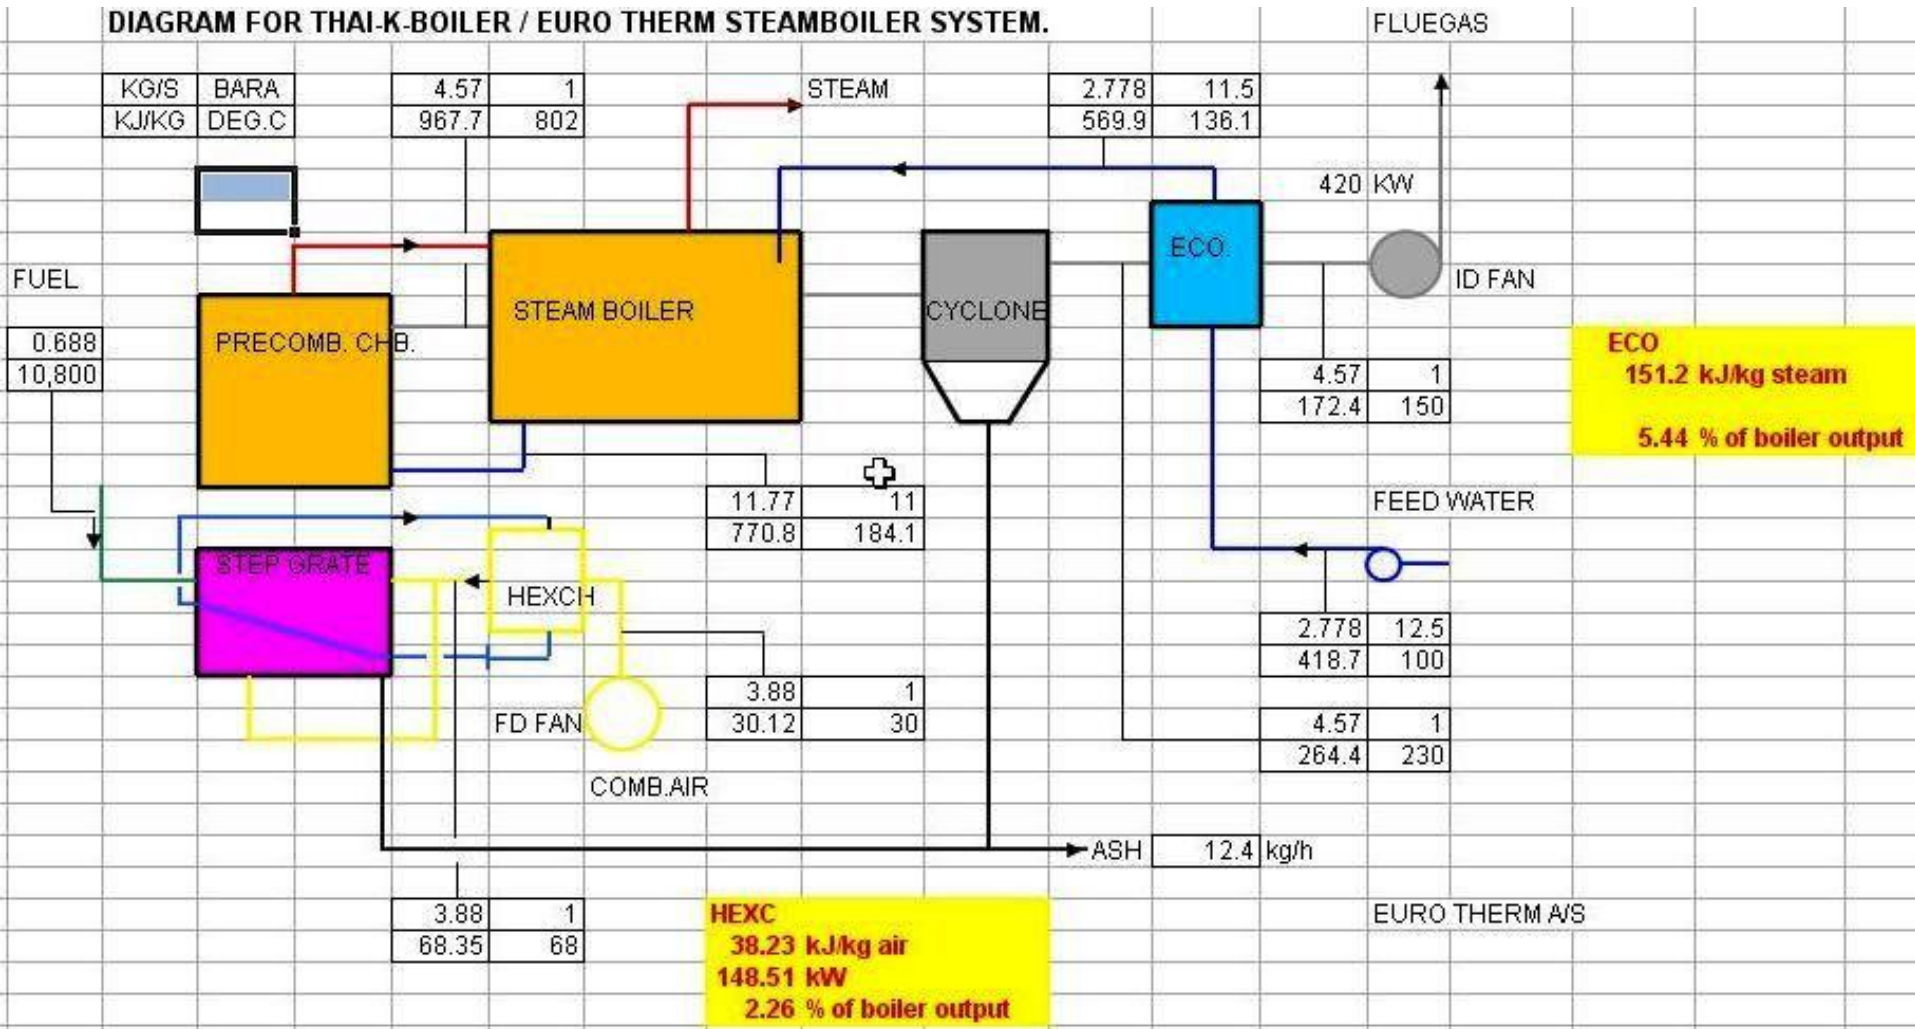 DIAGRAM FOR THAI-K-BOILER / EURO THERM STEAMBOILER SYSTEM.
FLUEGAS
KG/S BARA
KJ/KG DEG.C
4.57 1
967.7 802
STEAM
2.778 11.5
569.9 136.1
420 KW
ECO.
ID FAN
FUEL
0.688
10,800
PRECOMB. CHB.
STEAM BOILER
CYCLONE
4.57 1
172.4 150
ECO
151.2 kJ/kg steam
5.44 % of boiler output
11.77 11
770.8 184.1
FEED WATER
STEP GRATE
HEXCH
2.778 12.5
418.7 100
FD FAN
3.88 1
30.12 30
4.57 1
264.4 230
COMB.AIR
ASH 12.4 kg/h
3.88 1
68.35 68
HEXC
38.23 kJ/kg air
148.51 kW
2.26 % of boiler output
EURO THERM A/S